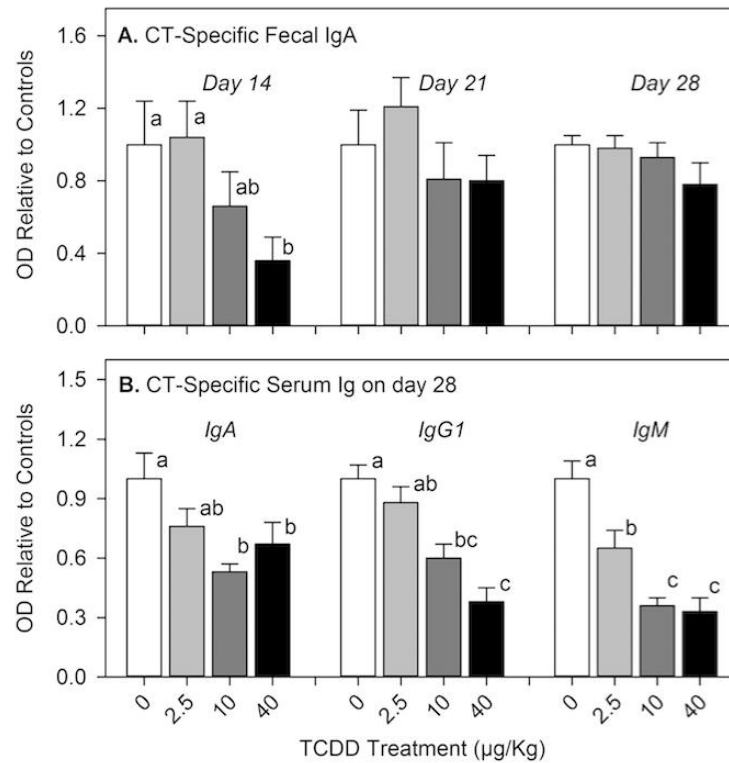 A. CT-Specific Fecal IgA
Day 14 Day 21 Day 28
OD Relative to Controls
1.6
1.2
0.8
0.4
0.0
a a ab b
B. CT-Specific Serum Ig on day 28
IgA IgG1 IgM
OD Relative to Controls
1.5
1.2
0.9
0.6
0.3
0.0
a ab b b
a ab bc c
a b c c
0 2.5 10 40 0 2.5 10 40 0 2.5 10 40
TCDD Treatment (µg/Kg)